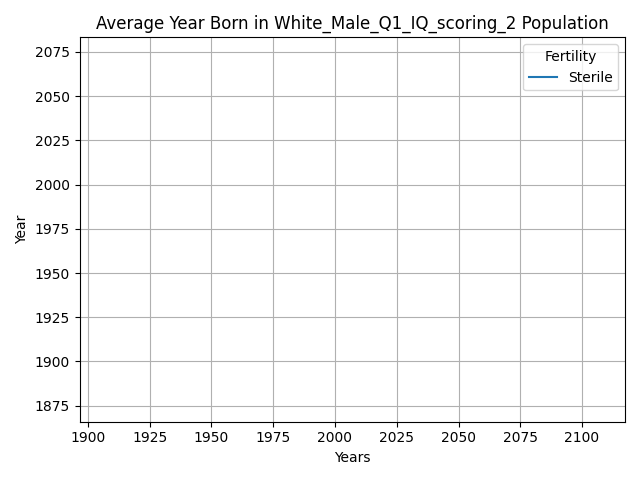 Average Year Born in White_Male_Q1_IQ_scoring_2 Population
Fertility
Sterile
2075
2050
2025
2000
1975
1950
1925
1900
1875
Year
1900 1925 1950 1975 2000 2025 2050 2075 2100
Years